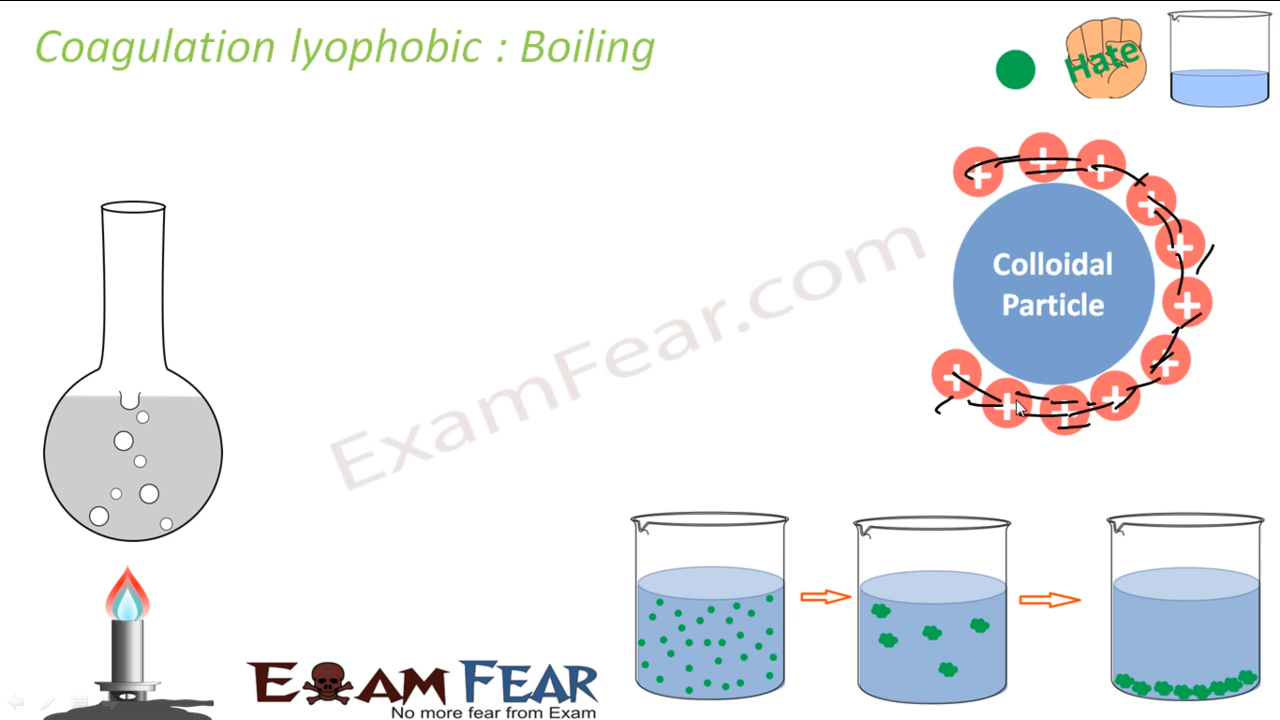 Coagulation lyophobic : Boiling
Hate
+ + + + + + + + + + +
Colloidal
Particle
ExamFear.com
EXAM FEAR
No more fear from Exam